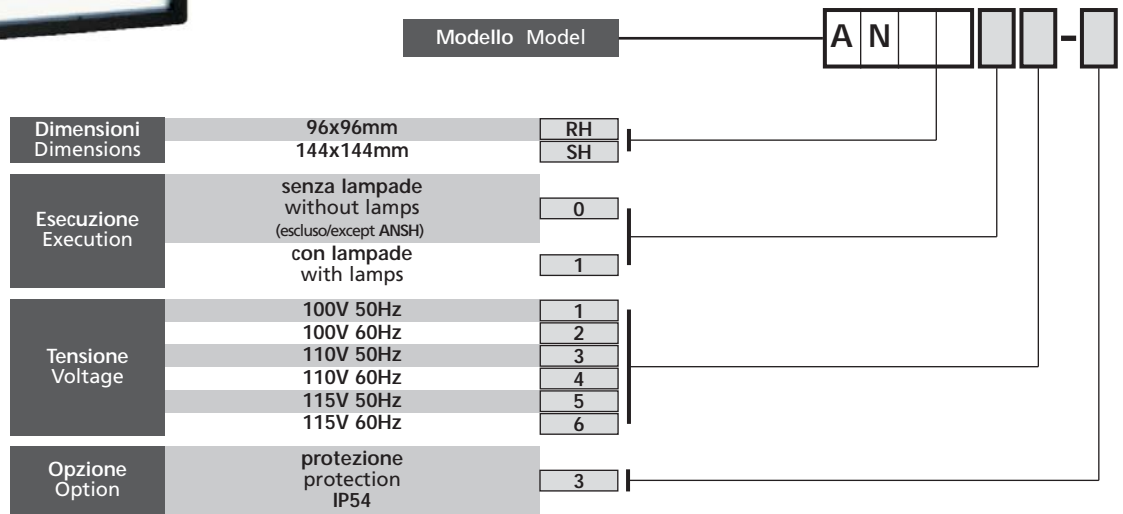 Modello Model
A N -
Dimensioni
Dimensions
96x96mm RH
144x144mm SH
Esecuzione
Execution
senza lampade
without lamps
(escluso/except ANSH)
0
con lampade
with lamps
1
Tensione
Voltage
100V 50Hz 1
100V 60Hz 2
110V 50Hz 3
110V 60Hz 4
115V 50Hz 5
115V 60Hz 6
Opzione
Option
protezione
protection
IP54
3